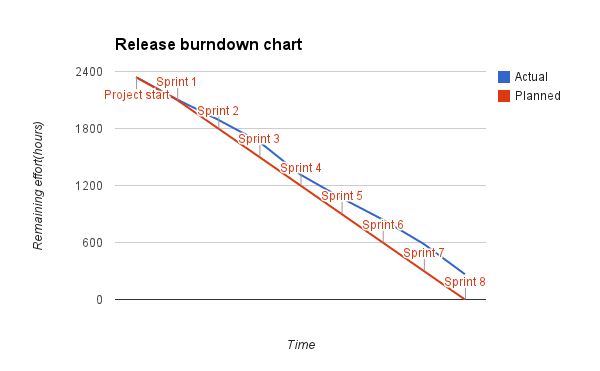 Release burndown chart
2400
1800
1200
600
0
Remaining effort(hours)
Project start
Sprint 1
Sprint 2
Sprint 3
Sprint 4
Sprint 5
Sprint 6
Sprint 7
Sprint 8
Time
Actual
Planned